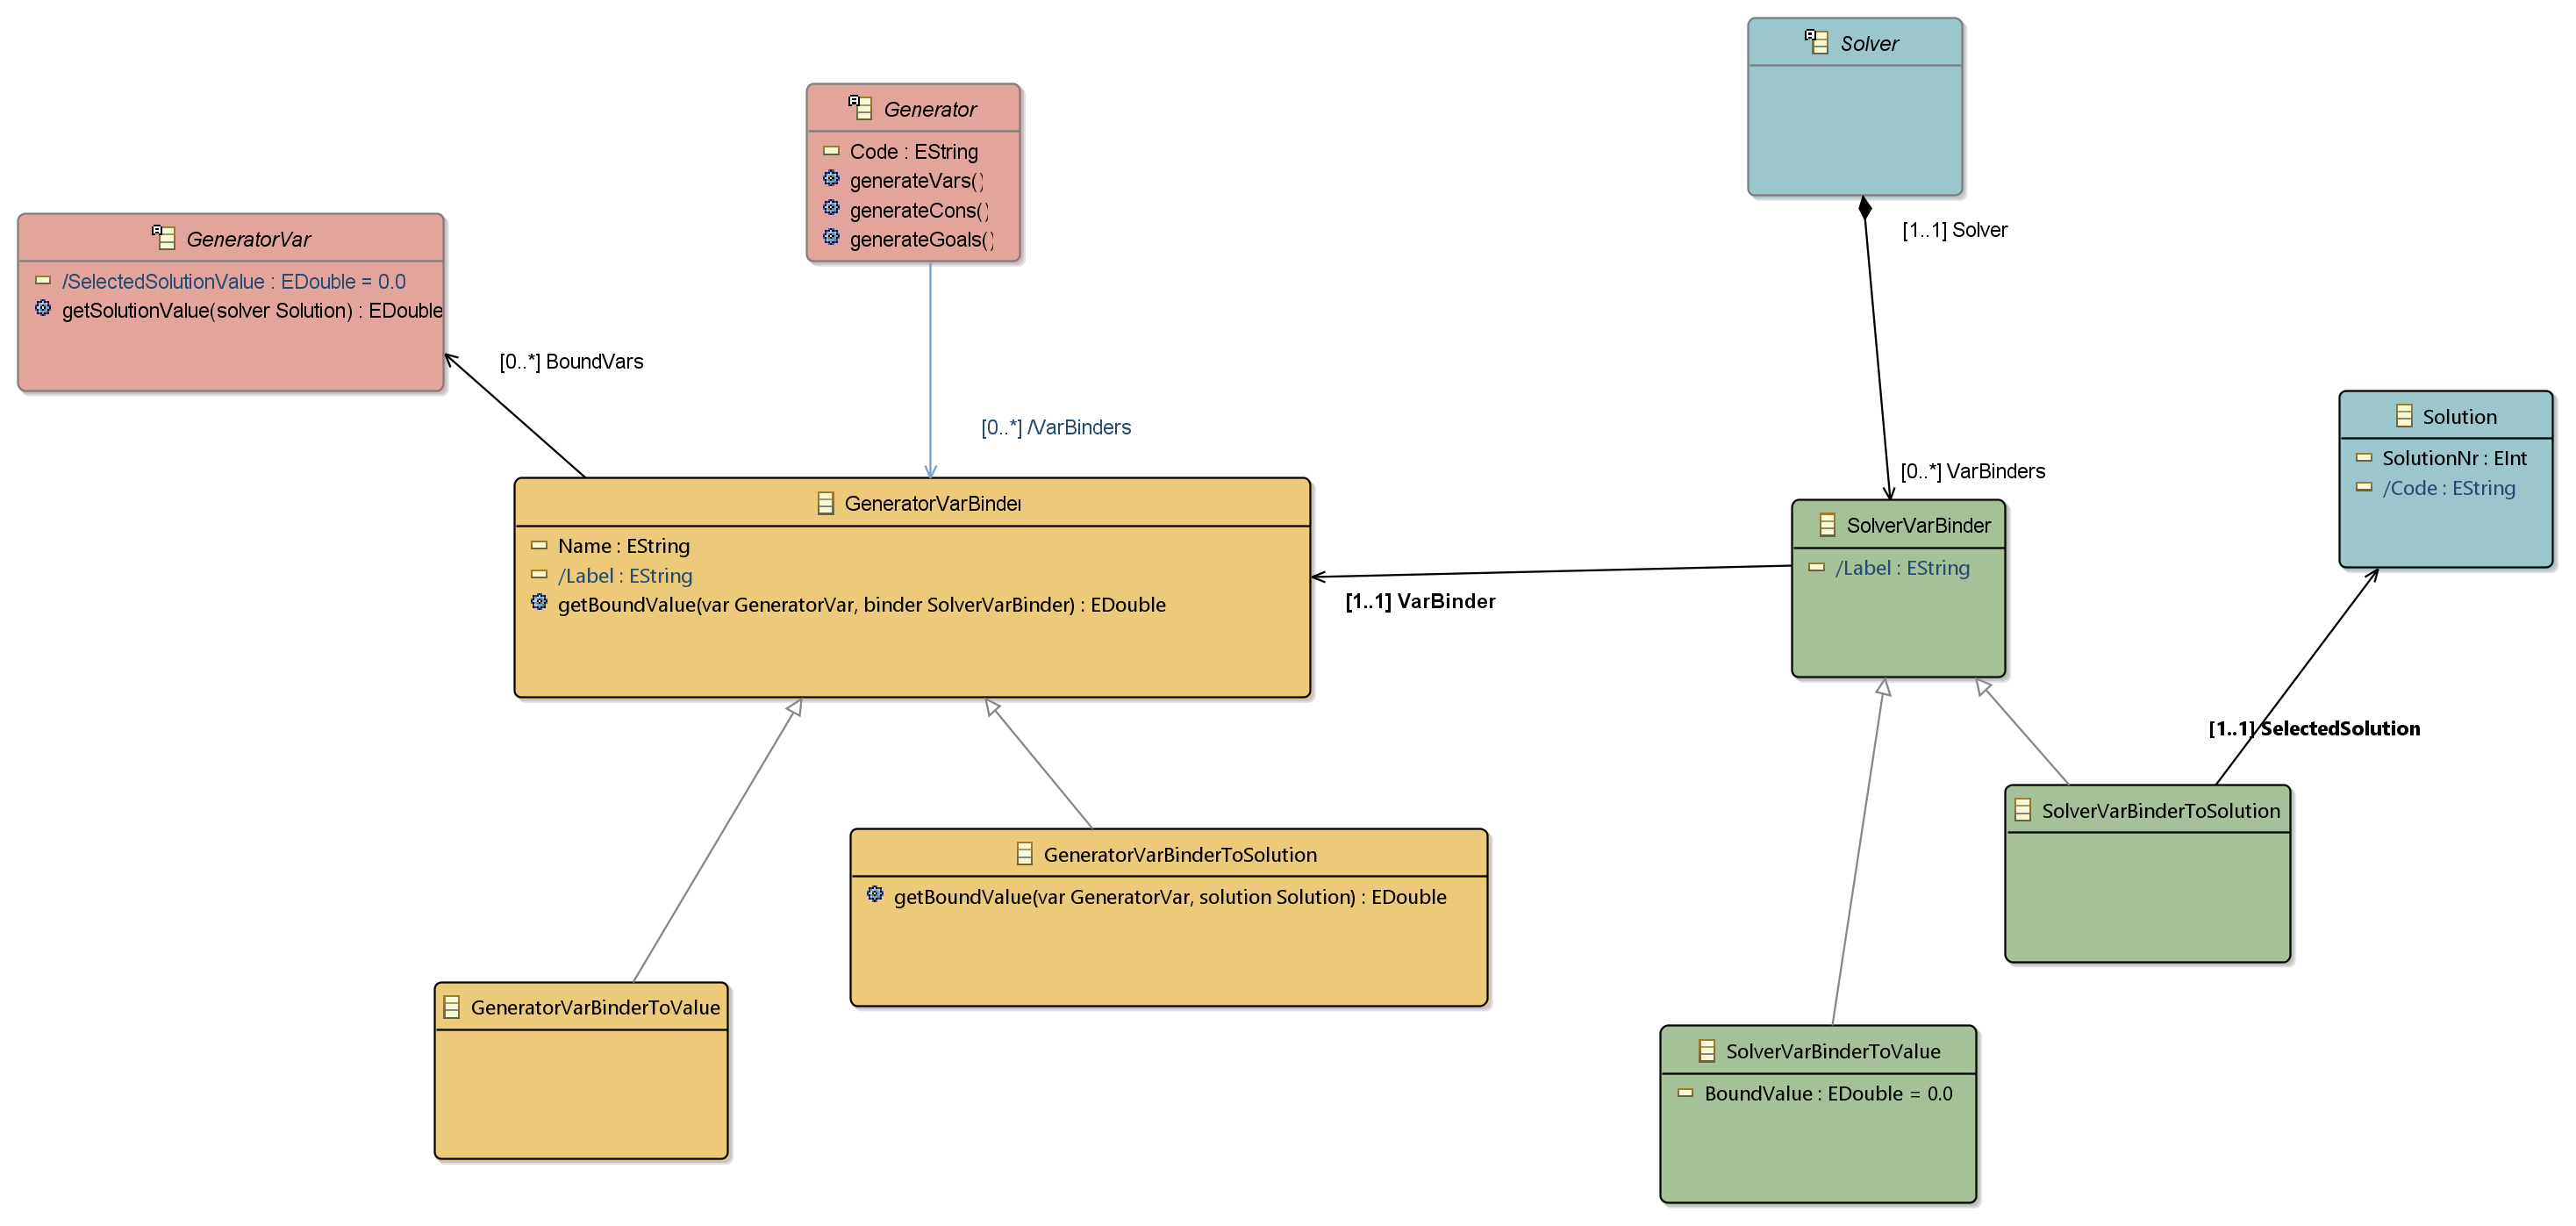 Solver
Generator
Code : EString
generateVars()
generateCons()
generateGoals()
[1..1] Solver
GeneratorVar
/SelectedSolutionValue : EDouble = 0.0
getSolutionValue(solver Solution) : EDouble
[0..*] BoundVars
[0..*] /VarBinders
[0..*] VarBinders
Solution
SolutionNr : EInt
/Code : EString
GeneratorVarBinder
Name : EString
/Label : EString
getBoundValue(var GeneratorVar, binder SolverVarBinder) : EDouble
SolverVarBinder
/Label : EString
[1..1] VarBinder
[1..1] SelectedSolution
SolverVarBinderToSolution
GeneratorVarBinderToSolution
getBoundValue(var GeneratorVar, solution Solution) : EDouble
GeneratorVarBinderToValue
SolverVarBinderToValue
BoundValue : EDouble = 0.0